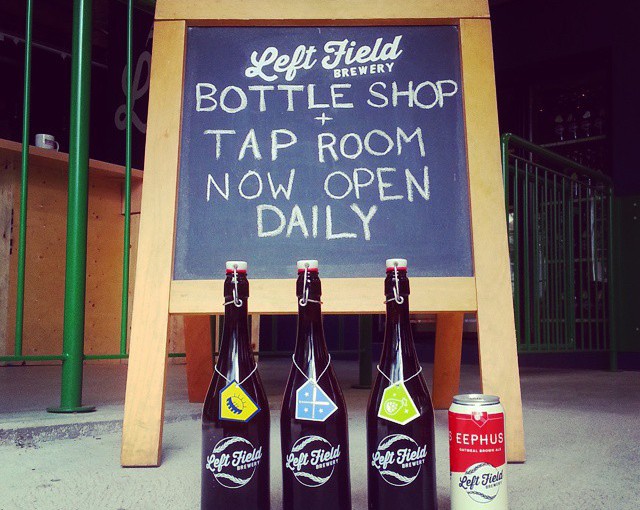 Left Field
BREWERY
BOTTLE SHOP
+
TAP ROOM
NOW OPEN
DAILY
Left Field
BREWERY
Left Field
BREWERY
Left Field
BREWERY
EEPHUS
OATMEAL BROWN ALE
Left Field
BREWERY